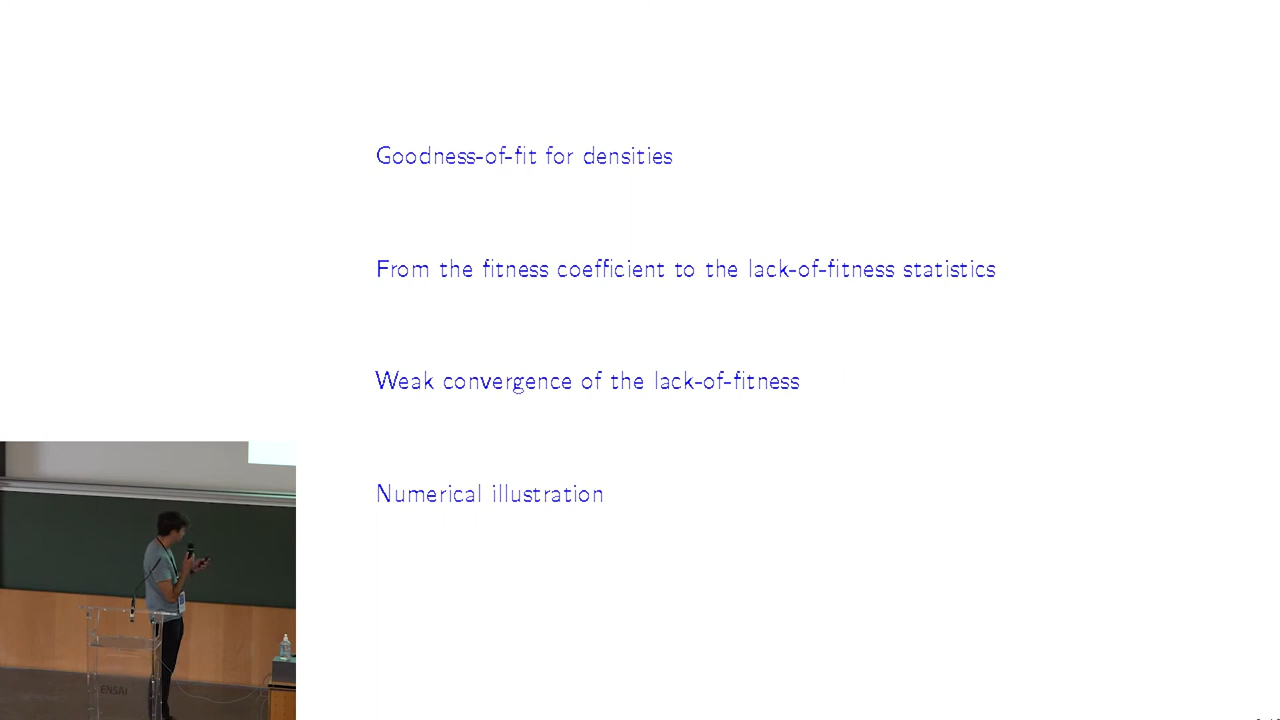 Goodness-of-fit for densities
From the fitness coefficient to the lack-of-fitness statistics
Weak convergence of the lack-of-fitness
Numerical illustration
ENSAI